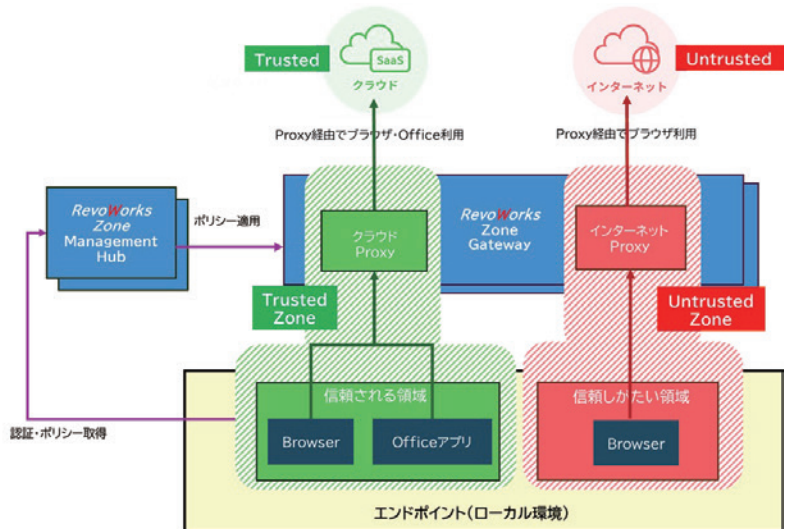 Trusted
SaaS
クラウド
インターネット
Untrusted
Proxy経由でブラウザ・Office利用
Proxy経由でブラウザ利用
RevoWorks
Zone
Management
Hub
ポリシー適用
クラウド
Proxy
RevoWorks
Zone
Gateway
インターネット
Proxy
Trusted
Zone
Untrusted
Zone
信頼される領域
信頼しがたい領域
認証・ポリシー取得
Browser
Officeアプリ
Browser
エンドポイント(ローカル環境)